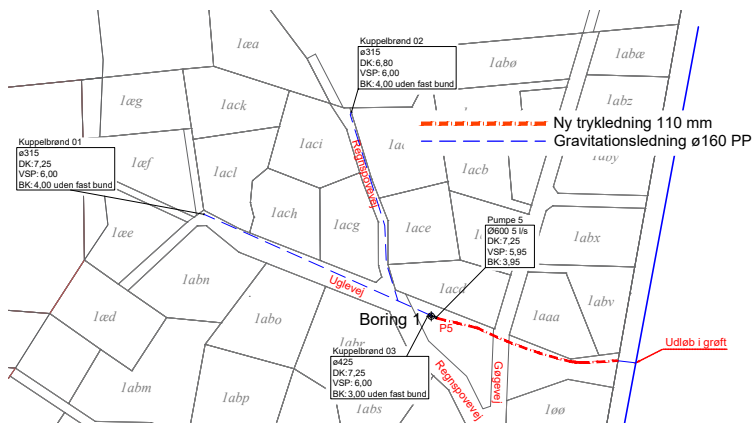 1æa
Kuppelbrønd 02
ø315
DK:6,80
VSP: 6,00
BK: 4,00 uden fast bund
1abø
1abæ
1æg
1ack
1abz
Ny trykledning 110 mm
Gravitationsledning ø160 PP
Kuppelbrønd 01
ø315
DK:7,25
VSP: 6,00
BK:4,00 uden fast bund
1aci
Regnspovevej
1aby
1æf
1acl
1acb
1ach
1acg
1ace
Pumpe 5
Ø600 5 l/s
DK:7,25
VSP: 5,95
BK: 3,95
1æe
1abx
1abn
Uglevej
1acd
1æd
1abo
Boring 1
P5
1aaa
1abv
1abr
Kuppelbrønd 03
ø425
DK:7,25
VSP: 6,00
BK: 3,00 uden fast bund
Udløb i grøft
1abm
1abp
1abs
Regnspovevej
Gøgevej
1øø